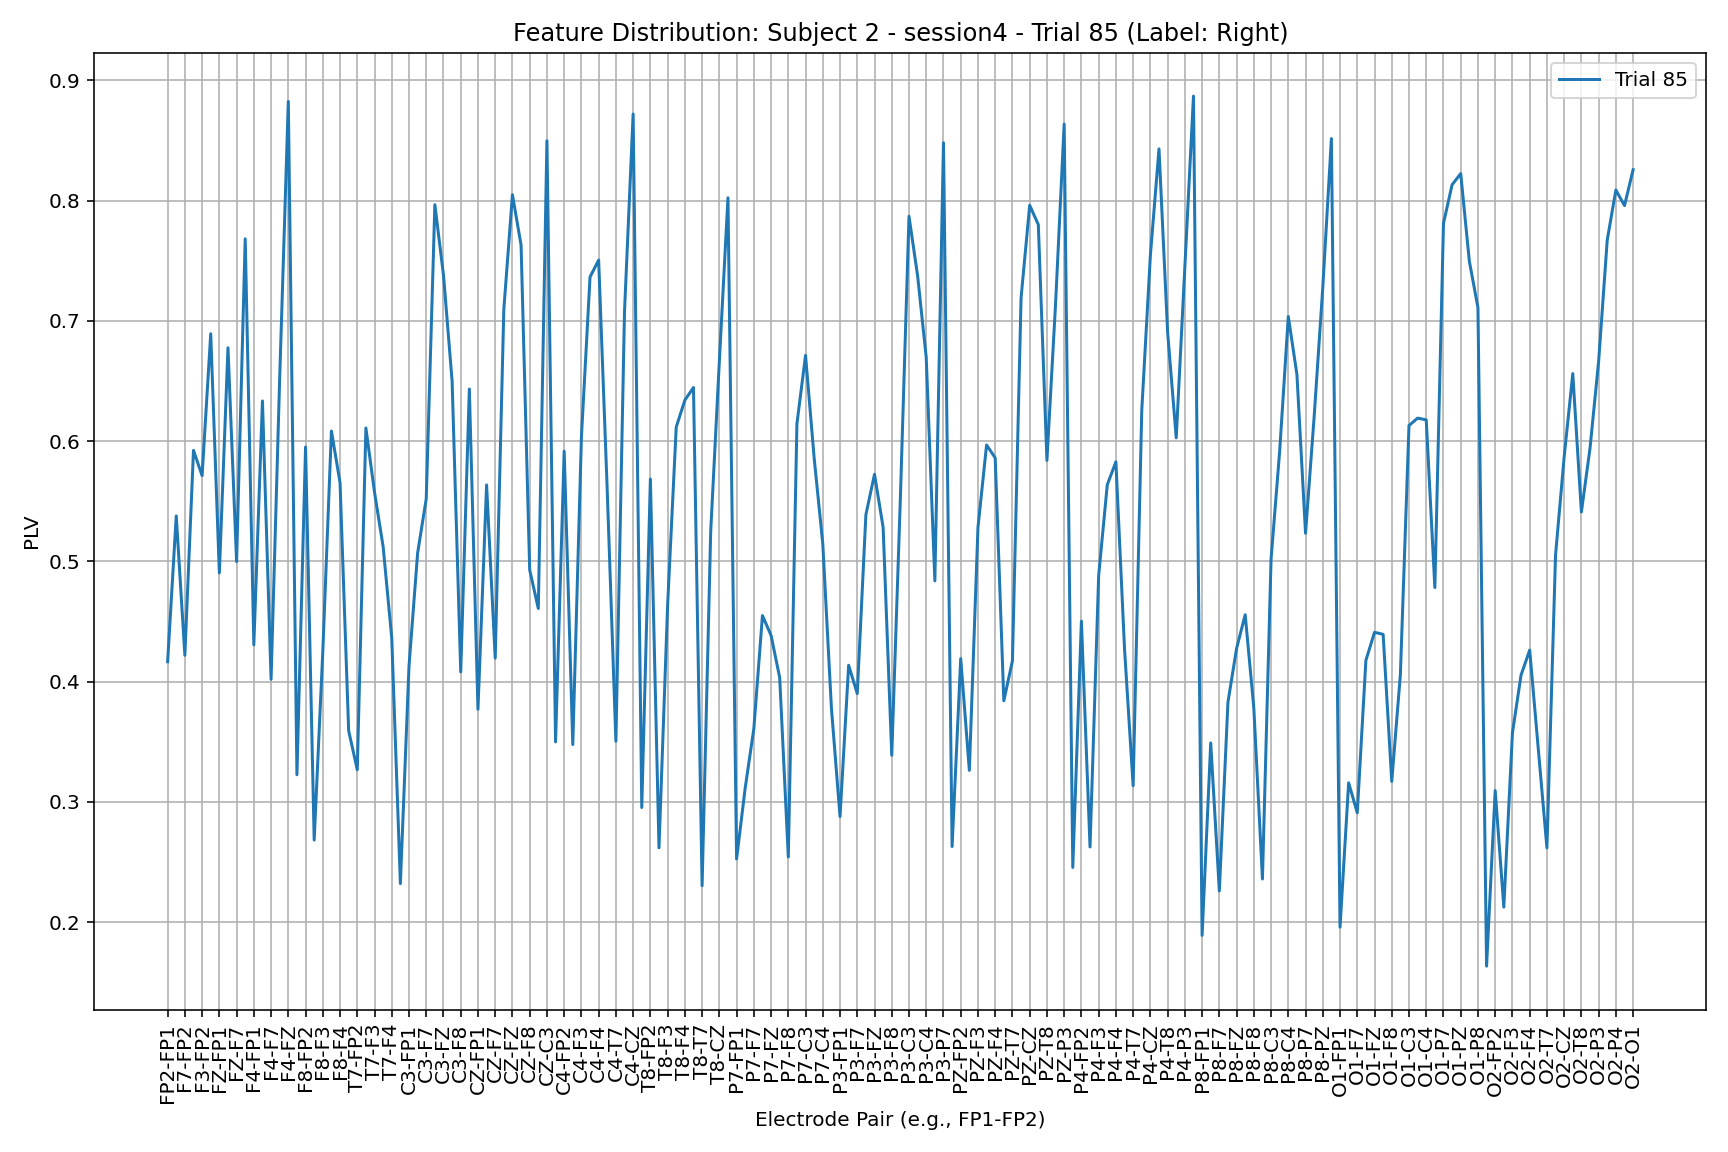 Feature Distribution: Subject 2 - session4 - Trial 85 (Label: Right)
Trial 85
0.9
0.8
0.7
0.6
0.5
0.4
0.3
0.2
PLV
FP2-FP1
F7-FP2
F3-FP2
FZ-FP1
FZ-F7
F4-FP1
F4-F7
F4-FZ
F8-FP2
F8-F3
F8-F4
T7-FP2
T7-F3
T7-F4
C3-FP1
C3-F7
C3-FZ
C3-F8
CZ-FP1
CZ-F7
CZ-FZ
CZ-F8
CZ-C3
C4-FP2
C4-F3
C4-F4
C4-T7
C4-CZ
T8-FP2
T8-F3
T8-F4
T8-T7
T8-CZ
P7-FP1
P7-F7
P7-FZ
P7-F8
P7-C3
P7-C4
P3-FP1
P3-F7
P3-FZ
P3-F8
P3-C3
P3-C4
P3-P7
PZ-FP2
PZ-F3
PZ-F4
PZ-T7
PZ-CZ
PZ-T8
PZ-P3
P4-FP2
P4-F3
P4-F4
P4-T7
P4-CZ
P4-T8
P4-P3
P8-FP1
P8-F7
P8-FZ
P8-F8
P8-C3
P8-C4
P8-P7
P8-PZ
O1-FP1
O1-F7
O1-FZ
O1-F8
O1-C3
O1-C4
O1-P7
O1-PZ
O1-P8
O2-FP2
O2-F3
O2-F4
O2-T7
O2-CZ
O2-T8
O2-P3
O2-P4
O2-O1
Electrode Pair (e.g., FP1-FP2)